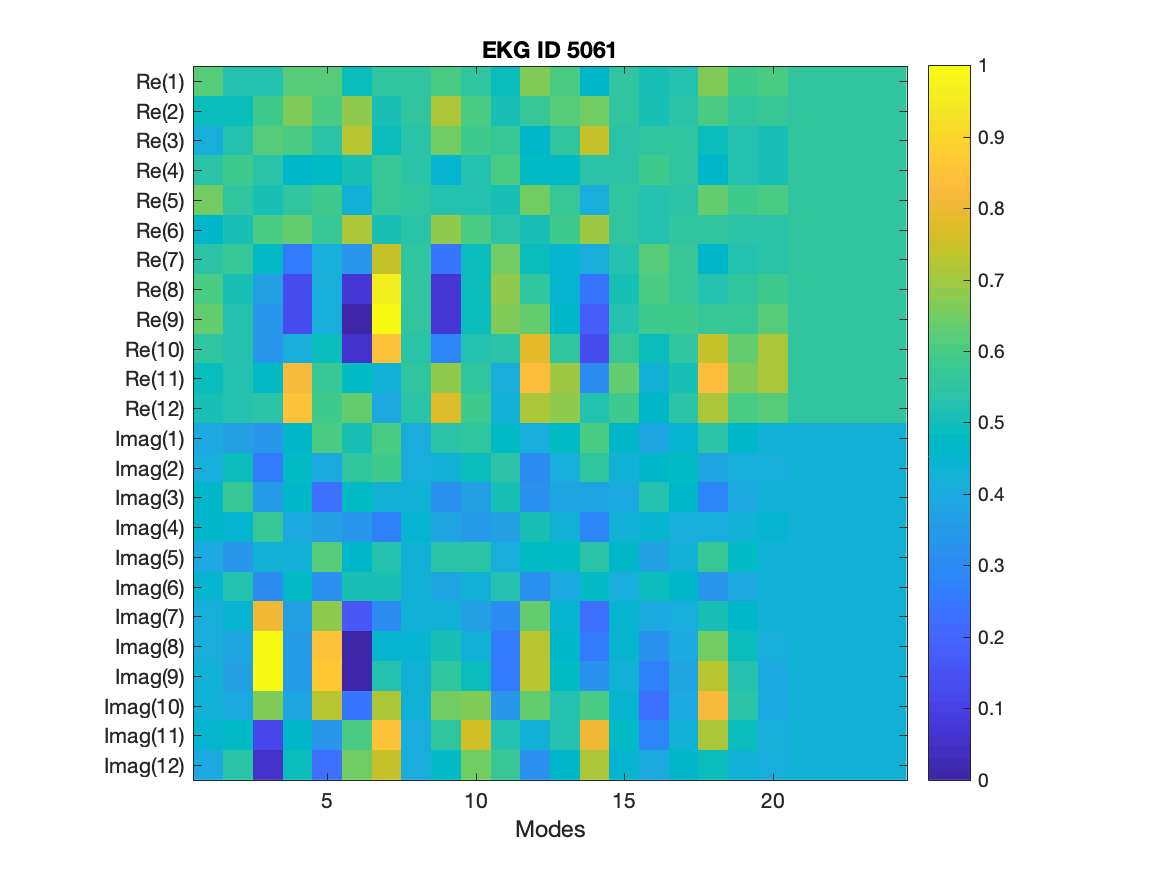 EKG ID 5061
Re(1)
Re(2)
Re(3)
Re(4)
Re(5)
Re(6)
Re(7)
Re(8)
Re(9)
Re(10)
Re(11)
Re(12)
Imag(1)
Imag(2)
Imag(3)
Imag(4)
Imag(5)
Imag(6)
Imag(7)
Imag(8)
Imag(9)
Imag(10)
Imag(11)
Imag(12)
5 10 15 20
Modes
1
0.9
0.8
0.7
0.6
0.5
0.4
0.3
0.2
0.1
0